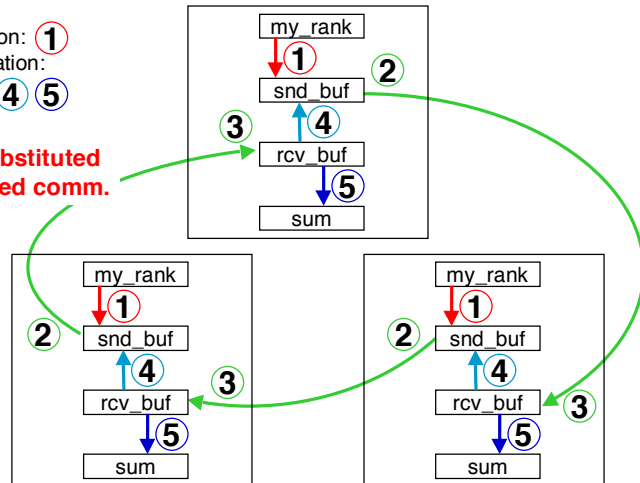 on: 1
ation:
4 5
bstituted
ed comm.
my_rank
1
2
snd_buf
3
4
rcv_buf
5
sum
my_rank
1
2
snd_buf
4
3
rcv_buf
5
sum
my_rank
1
2
snd_buf
4
rcv_buf
3
5
sum